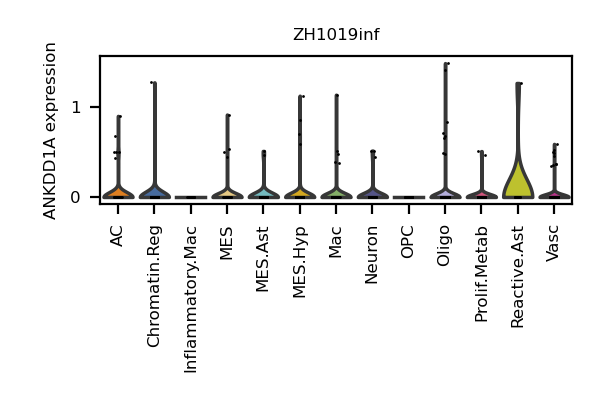 ZH1019inf
ANKDD1A expression
1
0
AC
Chromatin.Reg
Inflammatory.Mac
MES
MES.Ast
MES.Hyp
Mac
Neuron
OPC
Oligo
Prolif.Metab
Reactive.Ast
Vasc